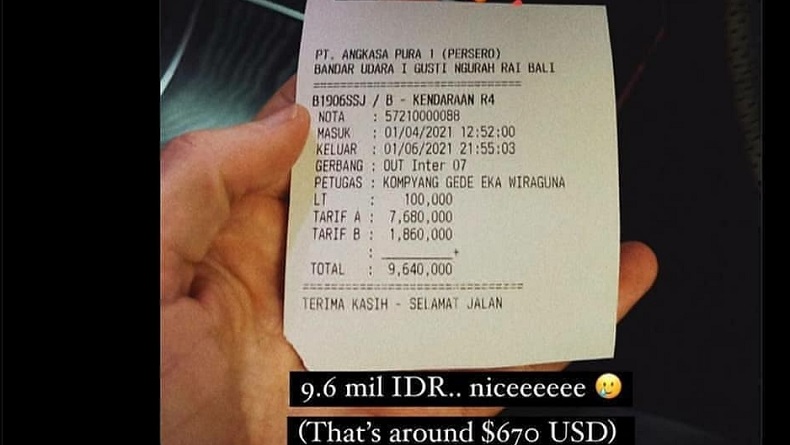 PT. ANGKASA PURA 1 (PERSERO)
BANDAR UDARA I GUSTI NGURAH RAI BALI
B1906SSJ / B - KENDARAAN R4
NOTA : 57210000088
MASUK : 01/04/2021 12:52:00
KELUAR : 01/06/2021 21:55:03
GERBANG : OUT Inter 07
PETUGAS : KOMPYANG GEDE EKA WIRAGUNA
LT : 100,000
TARIF A : 7,680,000
TARIF B : 1,860,000
: ________+
TOTAL : 9,640,000
TERIMA KASIH - SELAMAT JALAN
9.6 mil IDR.. niceeeeee 🥲
(That's around $670 USD)